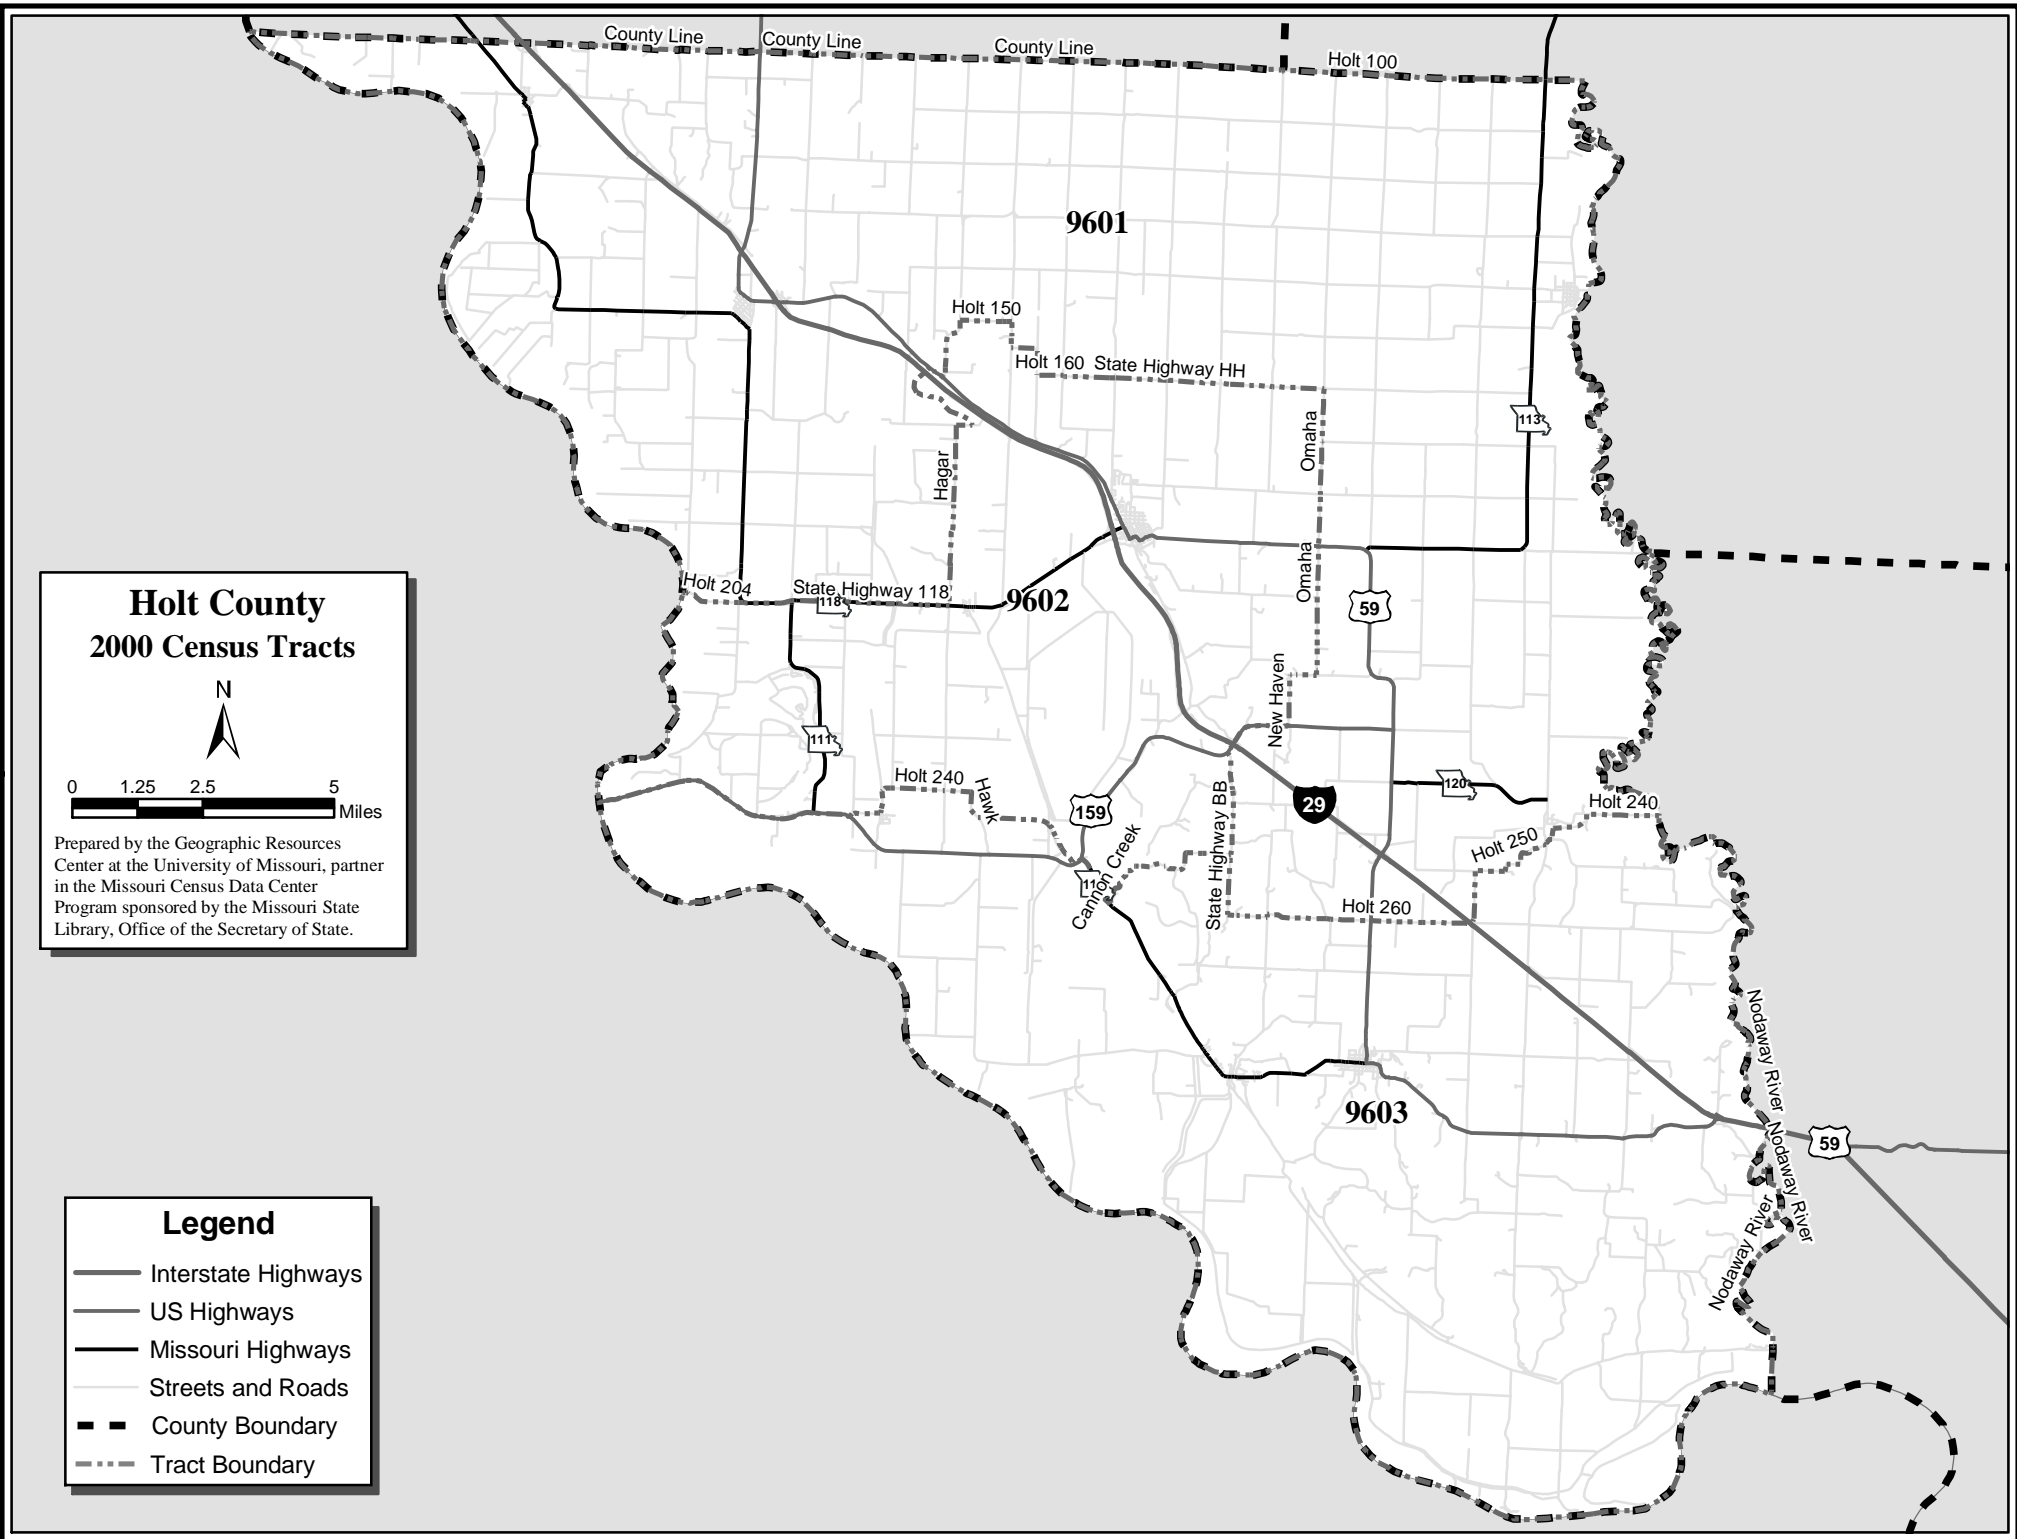 County Line
County Line
County Line
Holt 100
9601
Holt 150
Holt 160
State Highway HH
Omaha
113
Hagar
Omaha
Holt 204
State Highway 118
118
9602
59
New Haven
111
Holt 240
Hawk
159
Cannon Creek
State Highway BB
29
120
Holt 240
Holt 250
Holt 260
Nodaway River
9603
59
Nodaway River
Nodaway River
Holt County
2000 Census Tracts
N
0 1.25 2.5 5
Miles
Prepared by the Geographic Resources
Center at the University of Missouri, partner
in the Missouri Census Data Center
Program sponsored by the Missouri State
Library, Office of the Secretary of State.
Legend
Interstate Highways
US Highways
Missouri Highways
Streets and Roads
County Boundary
Tract Boundary